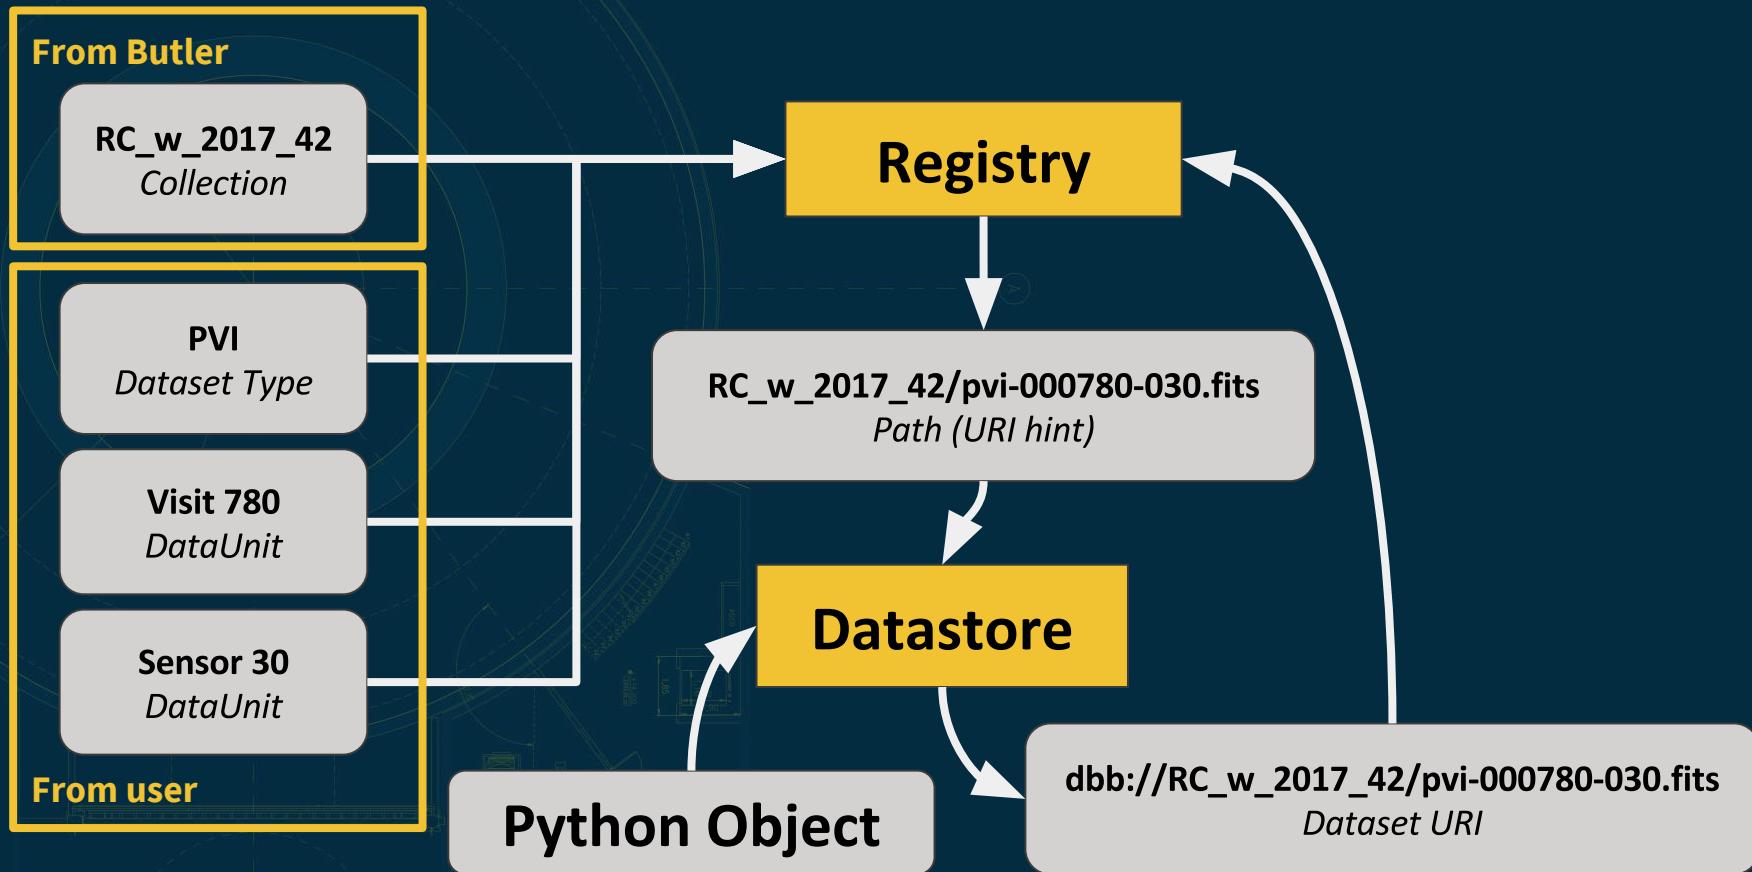 From Butler
RC_w_2017_42
Collection
PVI
Dataset Type
Visit 780
DataUnit
Sensor 30
DataUnit
From user
Registry
RC_w_2017_42/pvi-000780-030.fits
Path (URI hint)
Datastore
Python Object
dbb://RC_w_2017_42/pvi-000780-030.fits
Dataset URI